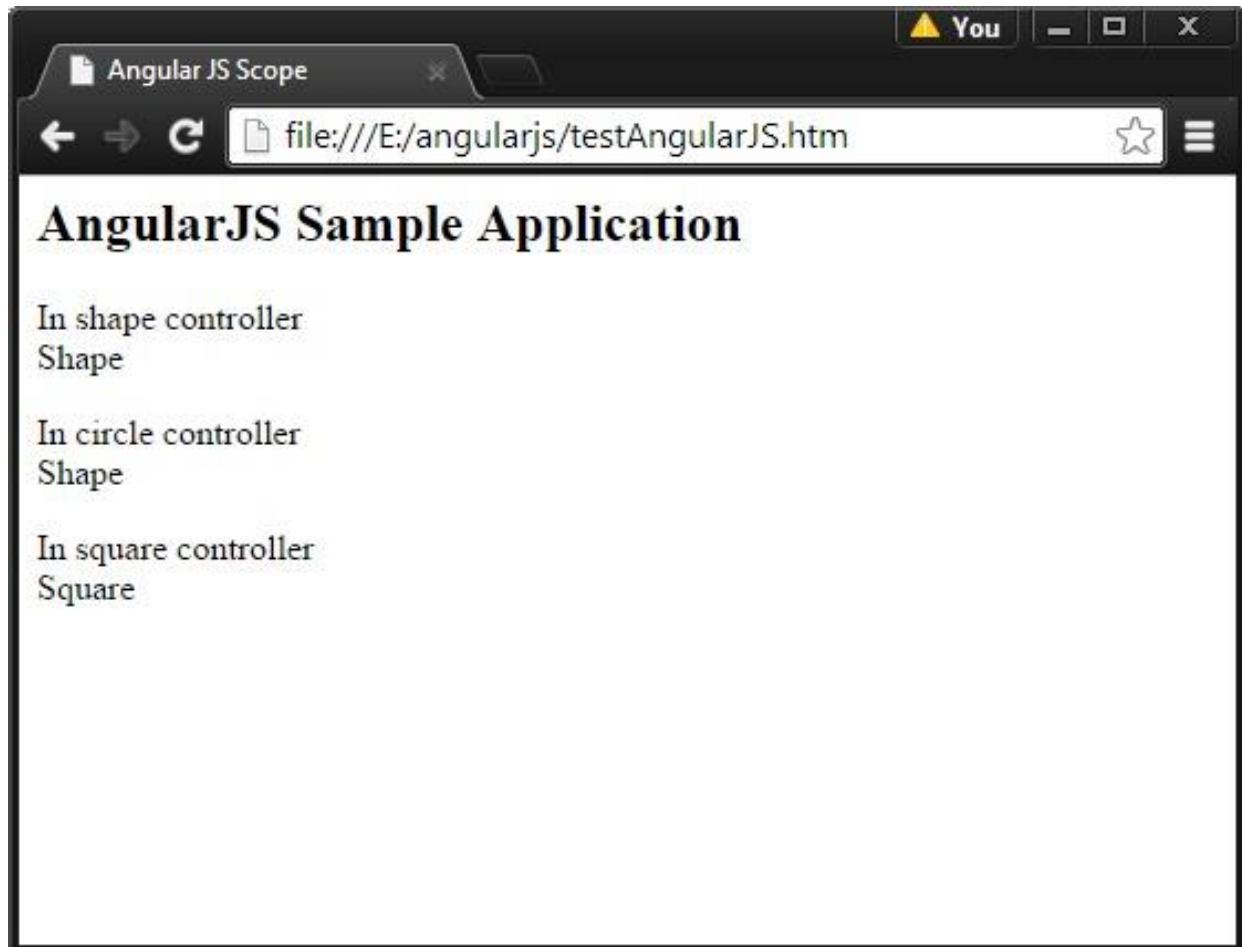 You
Angular JS Scope
file:///E:/angularjs/testAngularJS.htm
AngularJS Sample Application
In shape controller
Shape
In circle controller
Shape
In square controller
Square